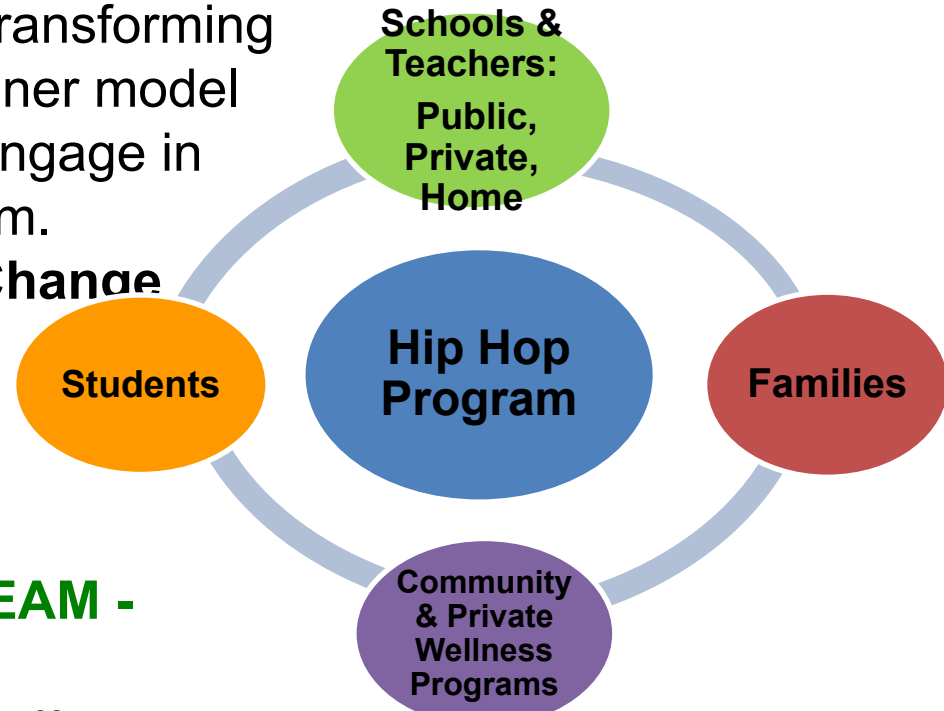 ransforming
ner model
ngage in
m.
Change
Schools &
Teachers:
Public,
Private,
Home
Hip Hop
Program
Students
Families
Community
& Private
Wellness
Programs
EAM -